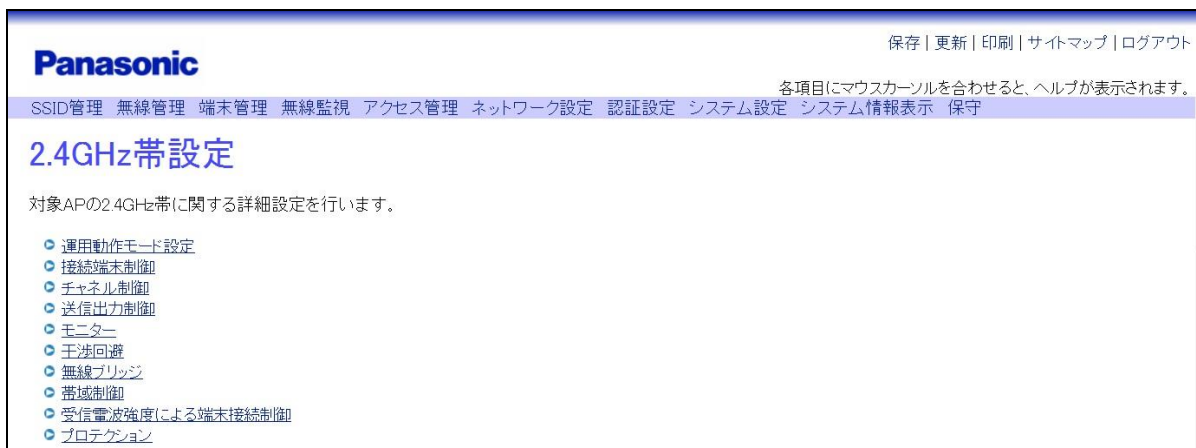 保存 | 更新 | 印刷 | サイトマップ | ログアウト
Panasonic
各項目にマウスカーソルを合わせると、ヘルプが表示されます。
SSID管理 無線管理 端末管理 無線監視 アクセス管理 ネットワーク設定 認証設定 システム設定 システム情報表示 保守
2.4GHz帯設定
対象APの2.4GHz帯に関する詳細設定を行います。
運用動作モード設定
接続端末制御
チャネル制御
送信出力制御
モニター
干渉回避
無線ブリッジ
帯域制御
受信電波強度による端末接続制御
プロテクション